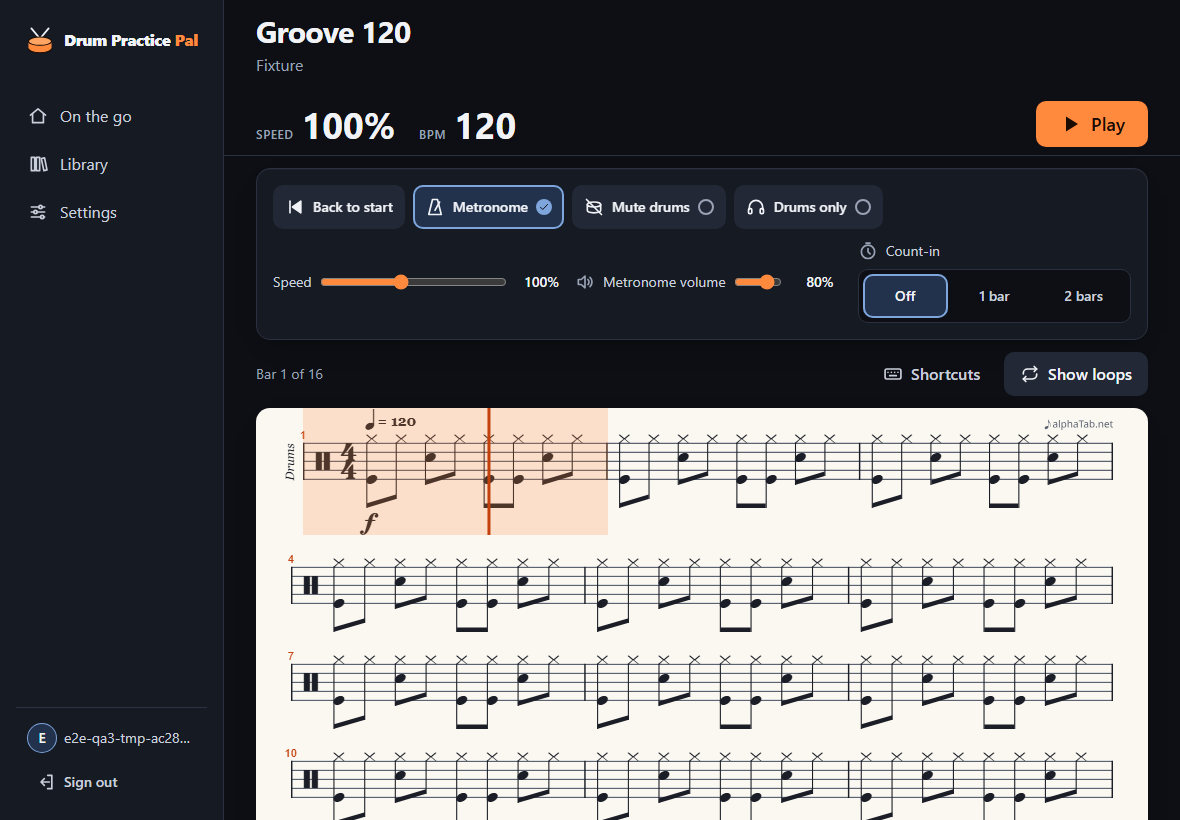 Drum Practice Pal
On the go
Library
Settings
e2e-qa3-tmp-ac28...
E
Sign out
Groove 120
Fixture
SPEED 100% BPM 120
Play
Back to start
Metronome
Mute drums
Drums only
Speed
100%
Metronome volume
80%
Count-in
Off
1 bar
2 bars
Bar 1 of 16
Shortcuts
Show loops
= 120
alphaTab.net
1
Drums
4
4
f
4
7
10